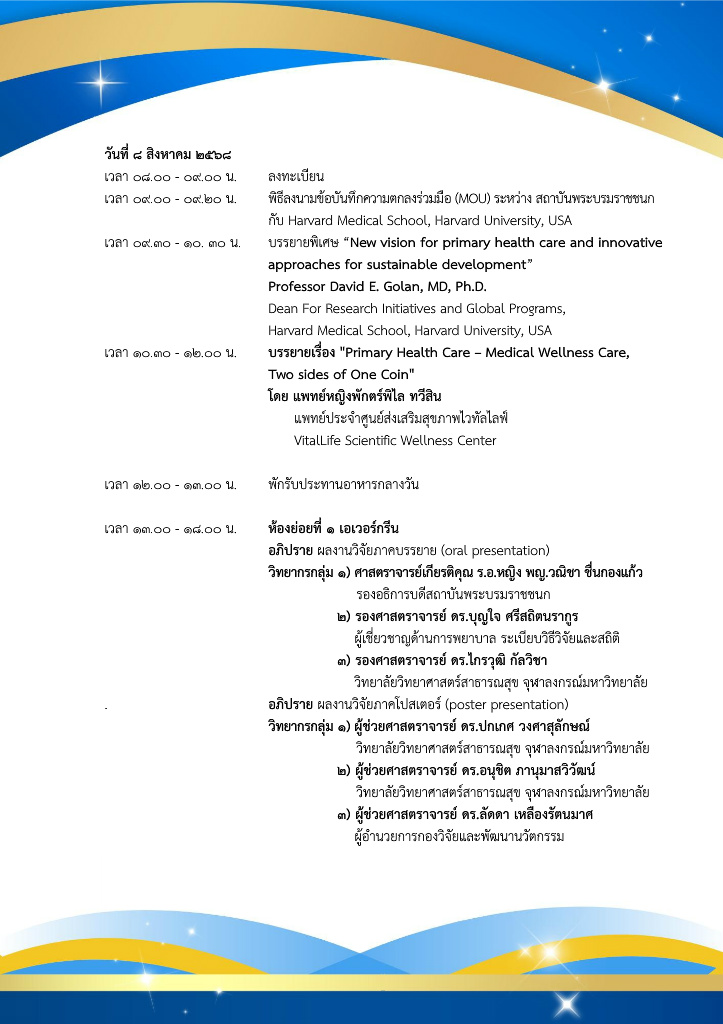 วันที่ ๘ สิงหาคม ๒๕๖๘
เวลา ๐๘.๐๐ - ๐๙.๐๐ น. ลงทะเบียน
เวลา ๐๙.๐๐ - ๐๙.๒๐ น. พิธีลงนามข้อบันทึกความตกลงร่วมมือ (MOU) ระหว่าง สถาบันพระบรมราชชนก
กับ Harvard Medical School, Harvard University, USA
เวลา ๐๙.๓๐ - ๑๐. ๓๐ น. บรรยายพิเศษ “New vision for primary health care and innovative
approaches for sustainable development”
Professor David E. Golan, MD, Ph.D.
Dean For Research Initiatives and Global Programs,
Harvard Medical School, Harvard University, USA
เวลา ๑๐.๓๐ - ๑๒.๐๐ น. บรรยายเรื่อง "Primary Health Care – Medical Wellness Care,
Two sides of One Coin"
โดย แพทย์หญิงพักตร์พิไล ทวีสิน
แพทย์ประจำศูนย์ส่งเสริมสุขภาพไวทัลไลฟ์
VitalLife Scientific Wellness Center
เวลา ๑๒.๐๐ - ๑๓.๐๐ น. พักรับประทานอาหารกลางวัน
เวลา ๑๓.๐๐ - ๑๘.๐๐ น. ห้องย่อยที่ ๑ เอเวอร์กรีน
อภิปราย ผลงานวิจัยภาคบรรยาย (oral presentation)
วิทยากรกลุ่ม ๑) ศาสตราจารย์เกียรติคุณ ร.อ.หญิง พญ.วณิชา ชื่นกองแก้ว
รองอธิการบดีสถาบันพระบรมราชชนก
๒) รองศาสตราจารย์ ดร.บุญใจ ศรีสถิตนรากูร
ผู้เชี่ยวชาญด้านการพยาบาล ระเบียบวิธีวิจัยและสถิติ
๓) รองศาสตราจารย์ ดร.ไกรวุฒิ กัลวิชา
วิทยาลัยวิทยาศาสตร์สาธารณสุข จุฬาลงกรณ์มหาวิทยาลัย
. อภิปราย ผลงานวิจัยภาคโปสเตอร์ (poster presentation)
วิทยากรกลุ่ม ๑) ผู้ช่วยศาสตราจารย์ ดร.ปกเกศ วงศาสุลักษณ์
วิทยาลัยวิทยาศาสตร์สาธารณสุข จุฬาลงกรณ์มหาวิทยาลัย
๒) ผู้ช่วยศาสตราจารย์ ดร.อนุชิต ภานุมาสวิวัฒน์
วิทยาลัยวิทยาศาสตร์สาธารณสุข จุฬาลงกรณ์มหาวิทยาลัย
๓) ผู้ช่วยศาสตราจารย์ ดร.ลัดดา เหลืองรัตนมาศ
ผู้อำนวยการกองวิจัยและพัฒนานวัตกรรม